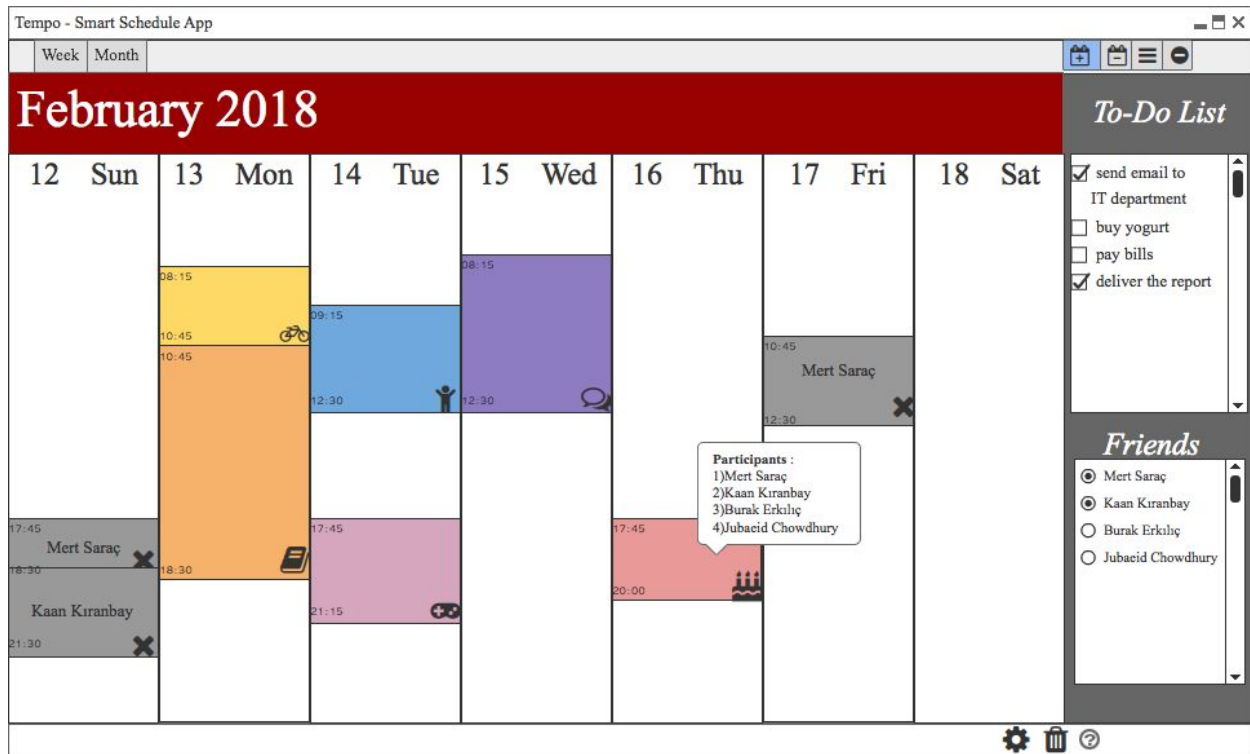 Tempo - Smart Schedule App
Week Month
February 2018
To-Do List
12 Sun 13 Mon 14 Tue 15 Wed 16 Thu 17 Fri 18 Sat
send email to
IT department
buy yogurt
pay bills
deliver the report
17:45
Mert Saraç
18:30
Kaan Kıranbay
21:30
08:15
10:45
10:45
18:30
09:15
12:30
17:45
21:15
08:15
12:30
Participants :
1)Mert Saraç
2)Kaan Kıranbay
3)Burak Erkılıç
4)Jubaeid Chowdhury
17:45
20:00
10:45
Mert Saraç
12:30
Friends
Mert Saraç
Kaan Kıranbay
Burak Erkılıç
Jubaeid Chowdhury